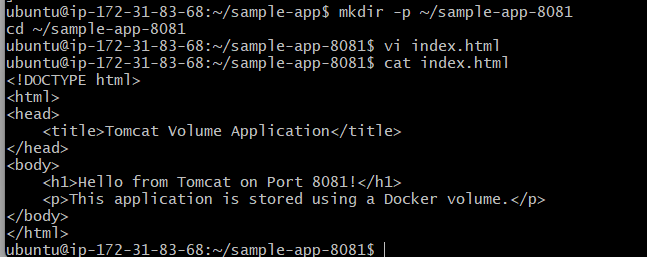 ubuntu@ip-172-31-83-68:~/sample-app$ mkdir -p ~/sample-app-8081
cd ~/sample-app-8081
ubuntu@ip-172-31-83-68:~/sample-app-8081$ vi index.html
ubuntu@ip-172-31-83-68:~/sample-app-8081$ cat index.html
<!DOCTYPE html>
<html>
<head>
    <title>Tomcat Volume Application</title>
</head>
<body>
    <h1>Hello from Tomcat on Port 8081!</h1>
    <p>This application is stored using a Docker volume.</p>
</body>
</html>
ubuntu@ip-172-31-83-68:~/sample-app-8081$